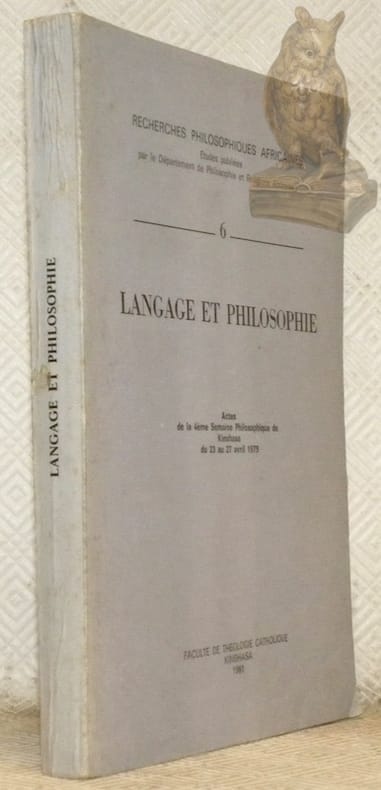 RECHERCHES PHILOSOPHIQUES AFRICAINES
Etudes publiées
par le Département de Philosophie et
6
LANGAGE ET PHILOSOPHIE
Actes
de la 4ème Semaine Philosophique de
Kinshasa
du 23 au 27 avril 1979
FACULTE DE THEOLOGIE CATHOLIQUE
KINSHASA
1981
LANGAGE ET PHILOSOPHIE